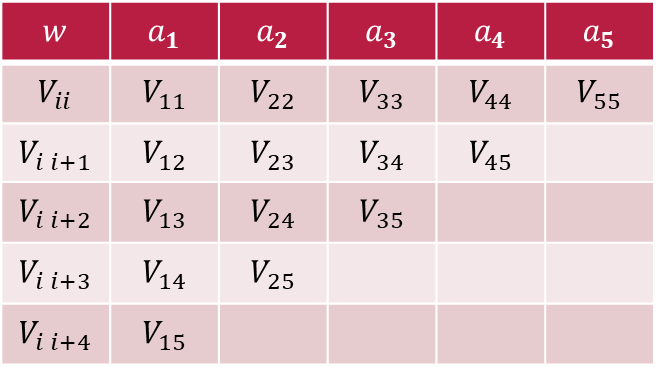 w a₁ a₂ a₃ a₄ a₅
Vᵢᵢ V₁₁ V₂₂ V₃₃ V₄₄ V₅₅
Vᵢ ᵢ₊₁ V₁₂ V₂₃ V₃₄ V₄₅
Vᵢ ᵢ₊₂ V₁₃ V₂₄ V₃₅
Vᵢ ᵢ₊₃ V₁₄ V₂₅
Vᵢ ᵢ₊₄ V₁₅